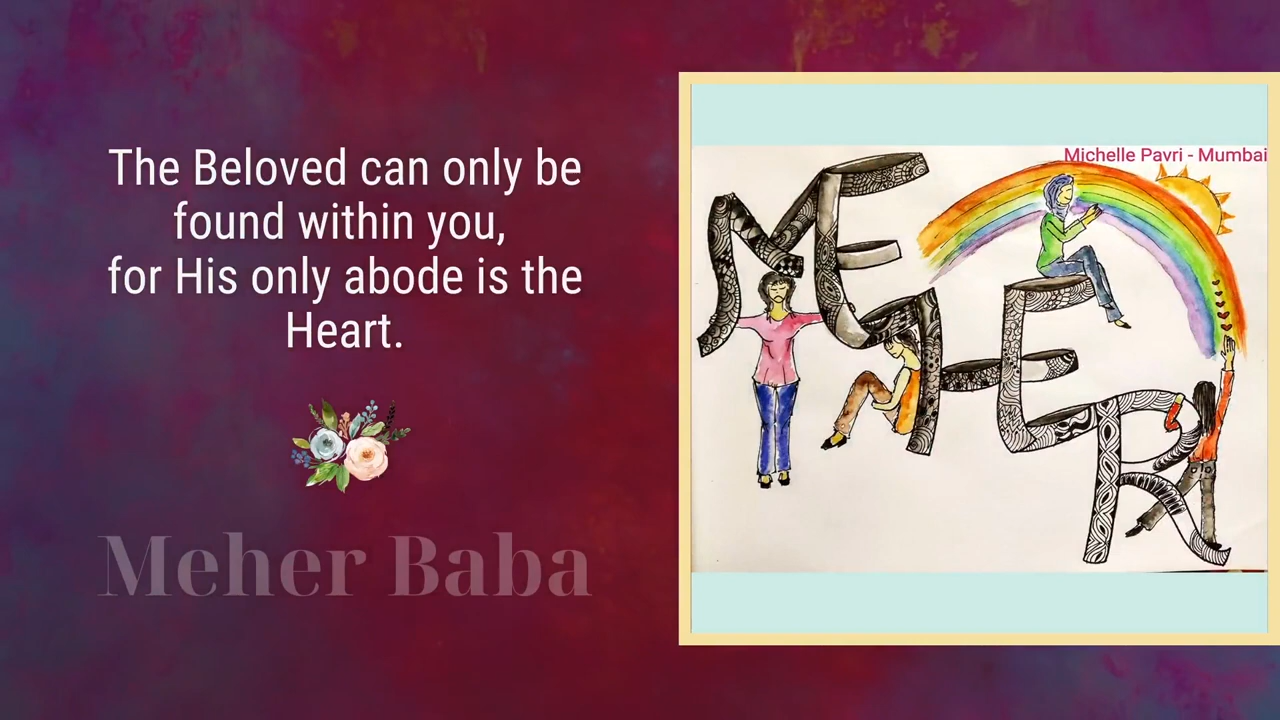 The Beloved can only be
found within you,
for His only abode is the
Heart.
Meher Baba
Michelle Pavri - Mumbai
MEHER